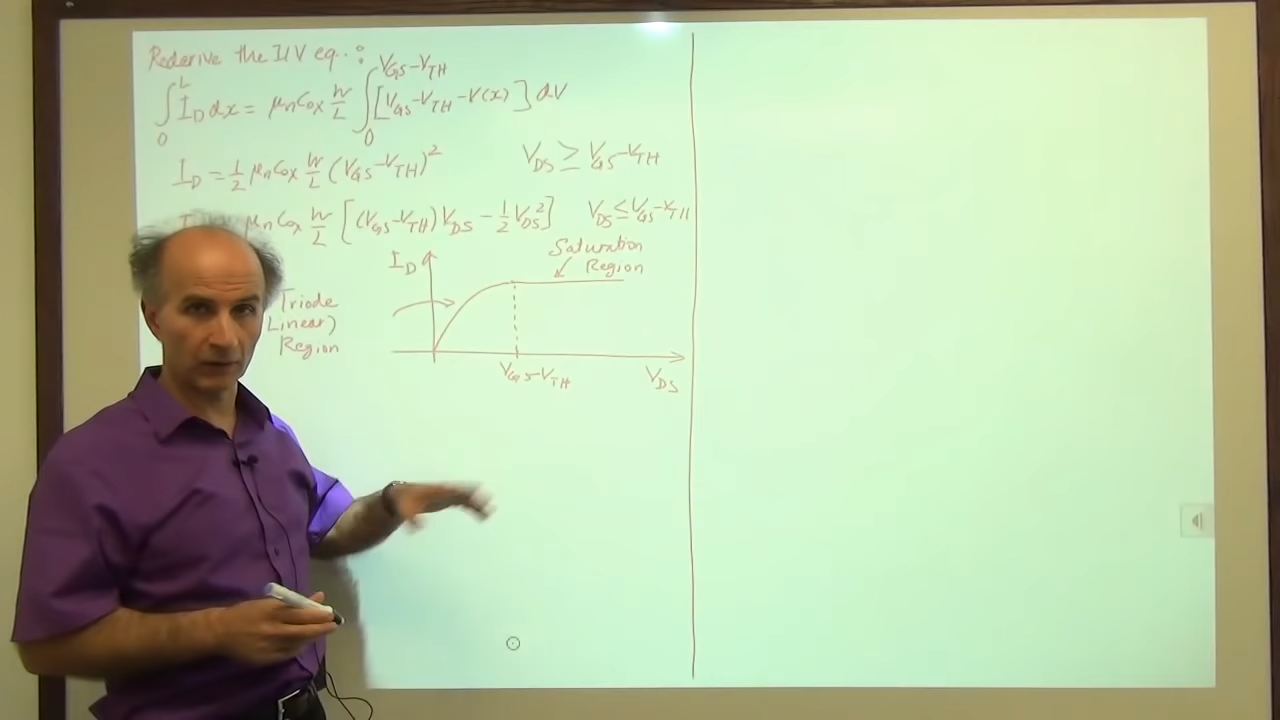 Rederive the I/V eq..:
∫₀ᴸ I_D dx = μnCox W/L ∫₀^(VGS-VTH) [VGS-VTH-V(x)] dV
I_D = 1/2 μnCox W/L (VGS-VTH)² VDS ≥ VGS-VTH
μnCox W/L [(VGS-VTH)VDS - 1/2 VDS²] VDS ≤ VGS-VTH
Saturation
Region
I_D
Triode
Linear)
Region
VGS-VTH
VDS